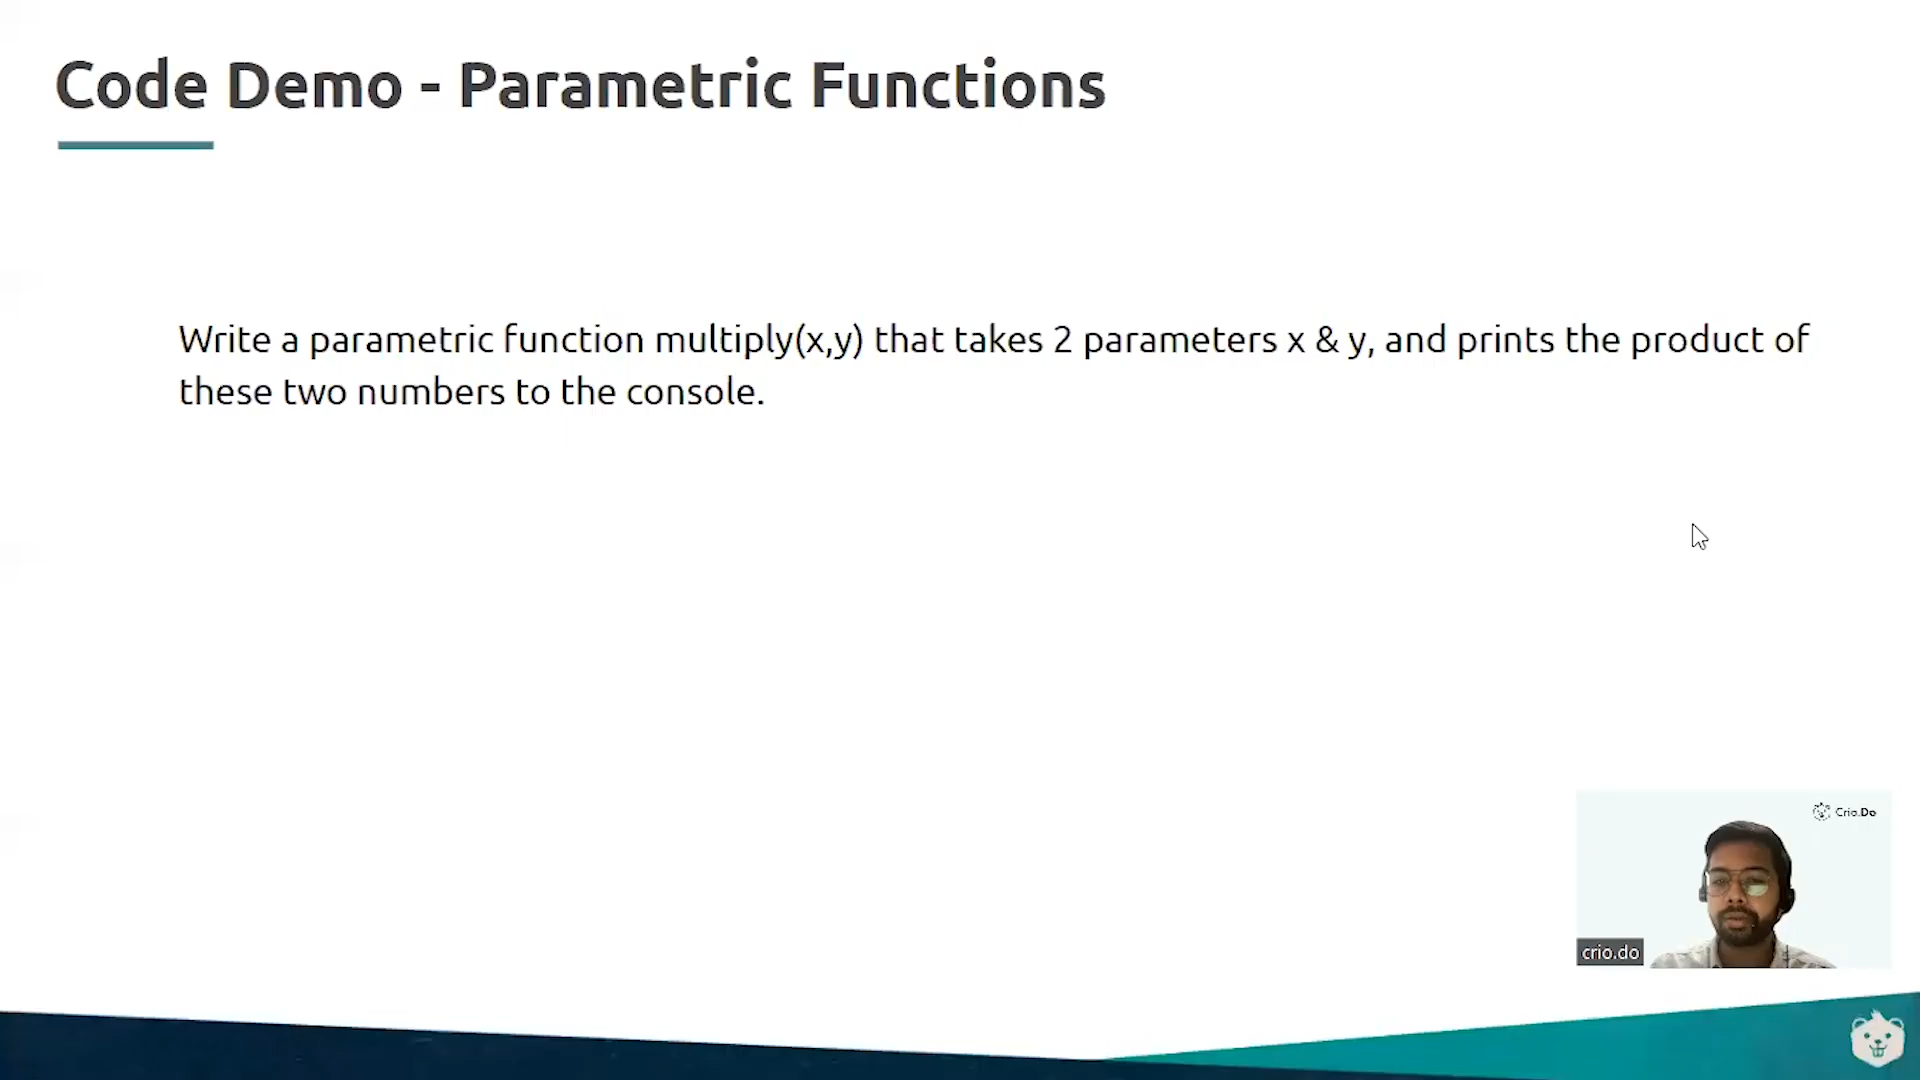 Code Demo - Parametric Functions
Write a parametric function multiply(x,y) that takes 2 parameters x & y, and prints the product of
these two numbers to the console.
Crio.Do
crio.do